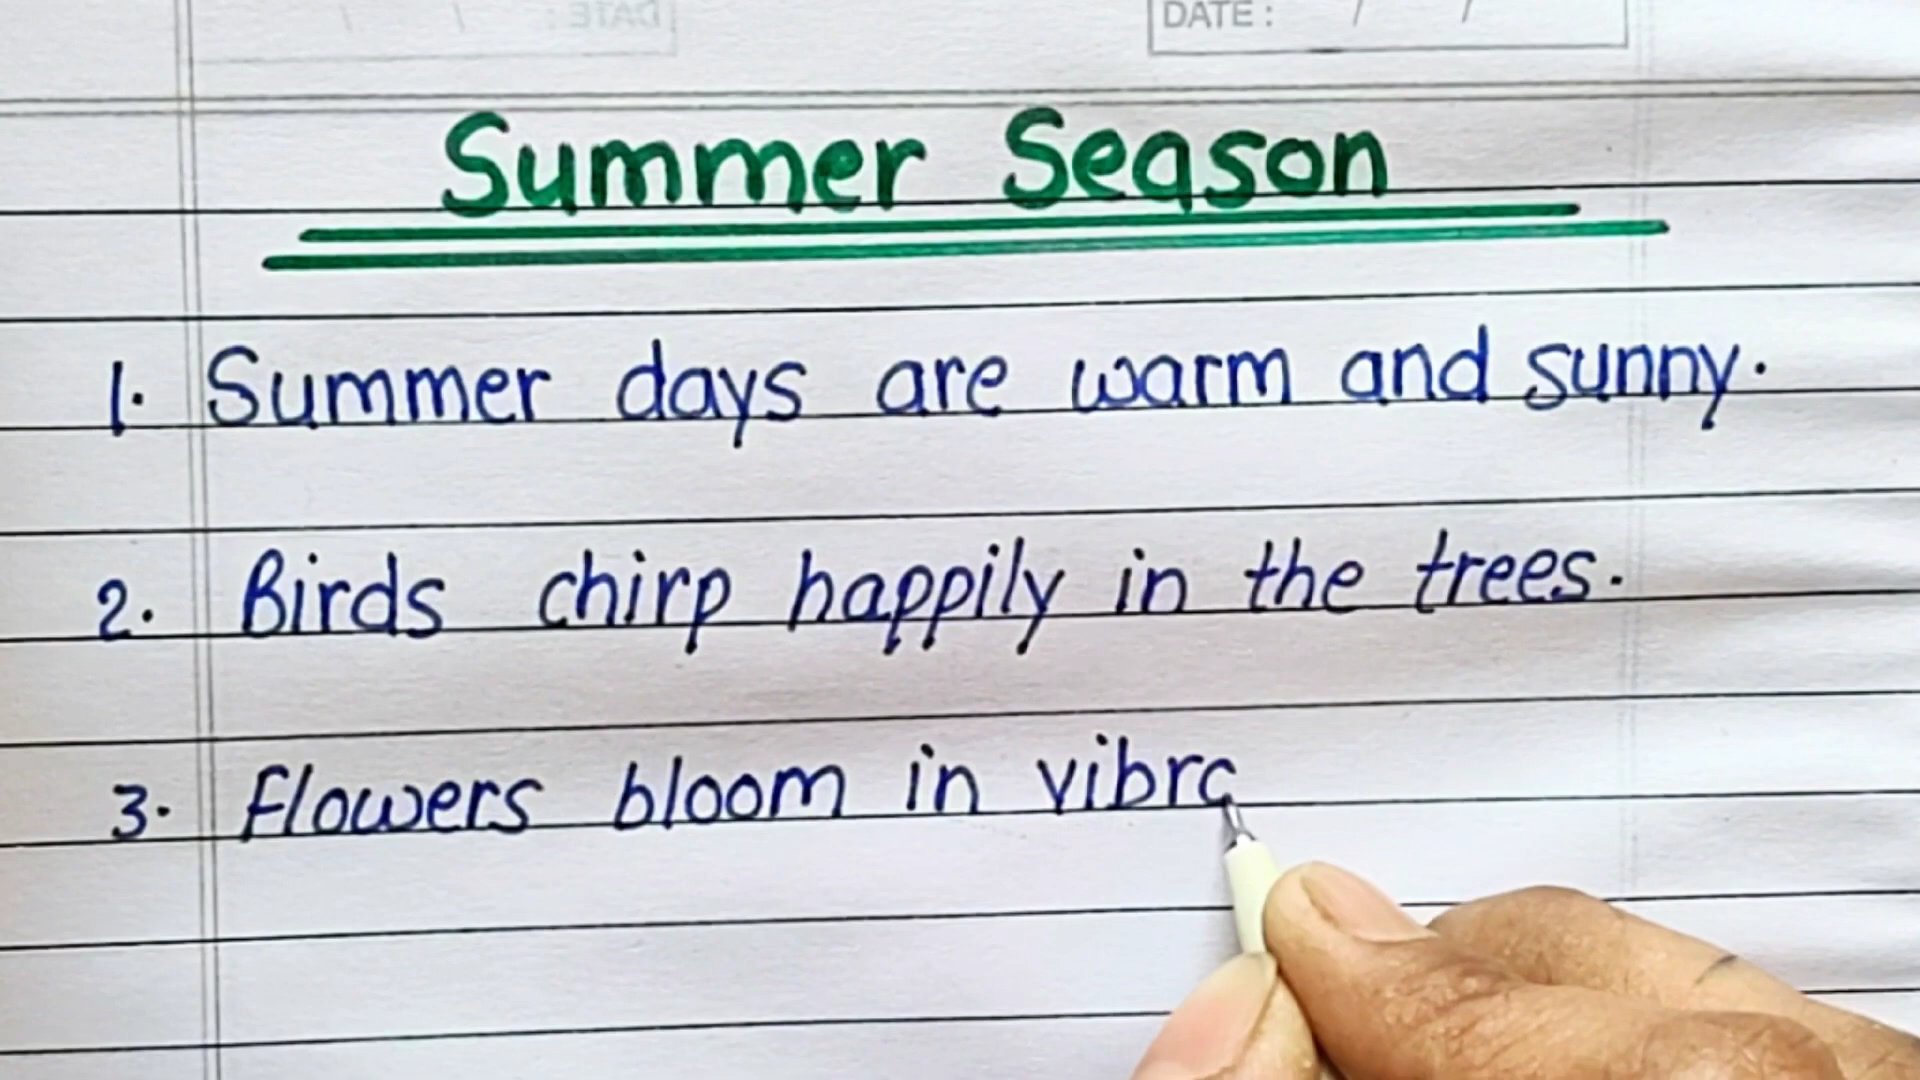 DATE : / /
Summer Season
1. Summer days are warm and sunny.
2. Birds chirp happily in the trees.
3. Flowers bloom in vibra